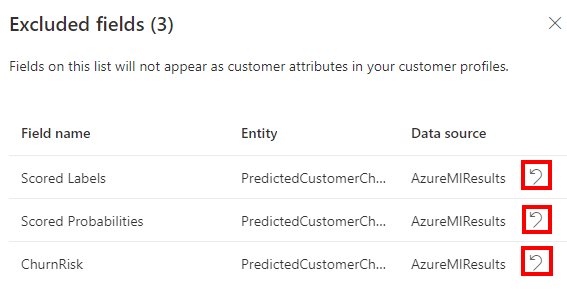 Excluded fields (3)
Fields on this list will not appear as customer attributes in your customer profiles.
Field name Entity Data source
Scored Labels PredictedCustomerCh... AzureMlResults
Scored Probabilities PredictedCustomerCh... AzureMlResults
ChurnRisk PredictedCustomerCh... AzureMlResults